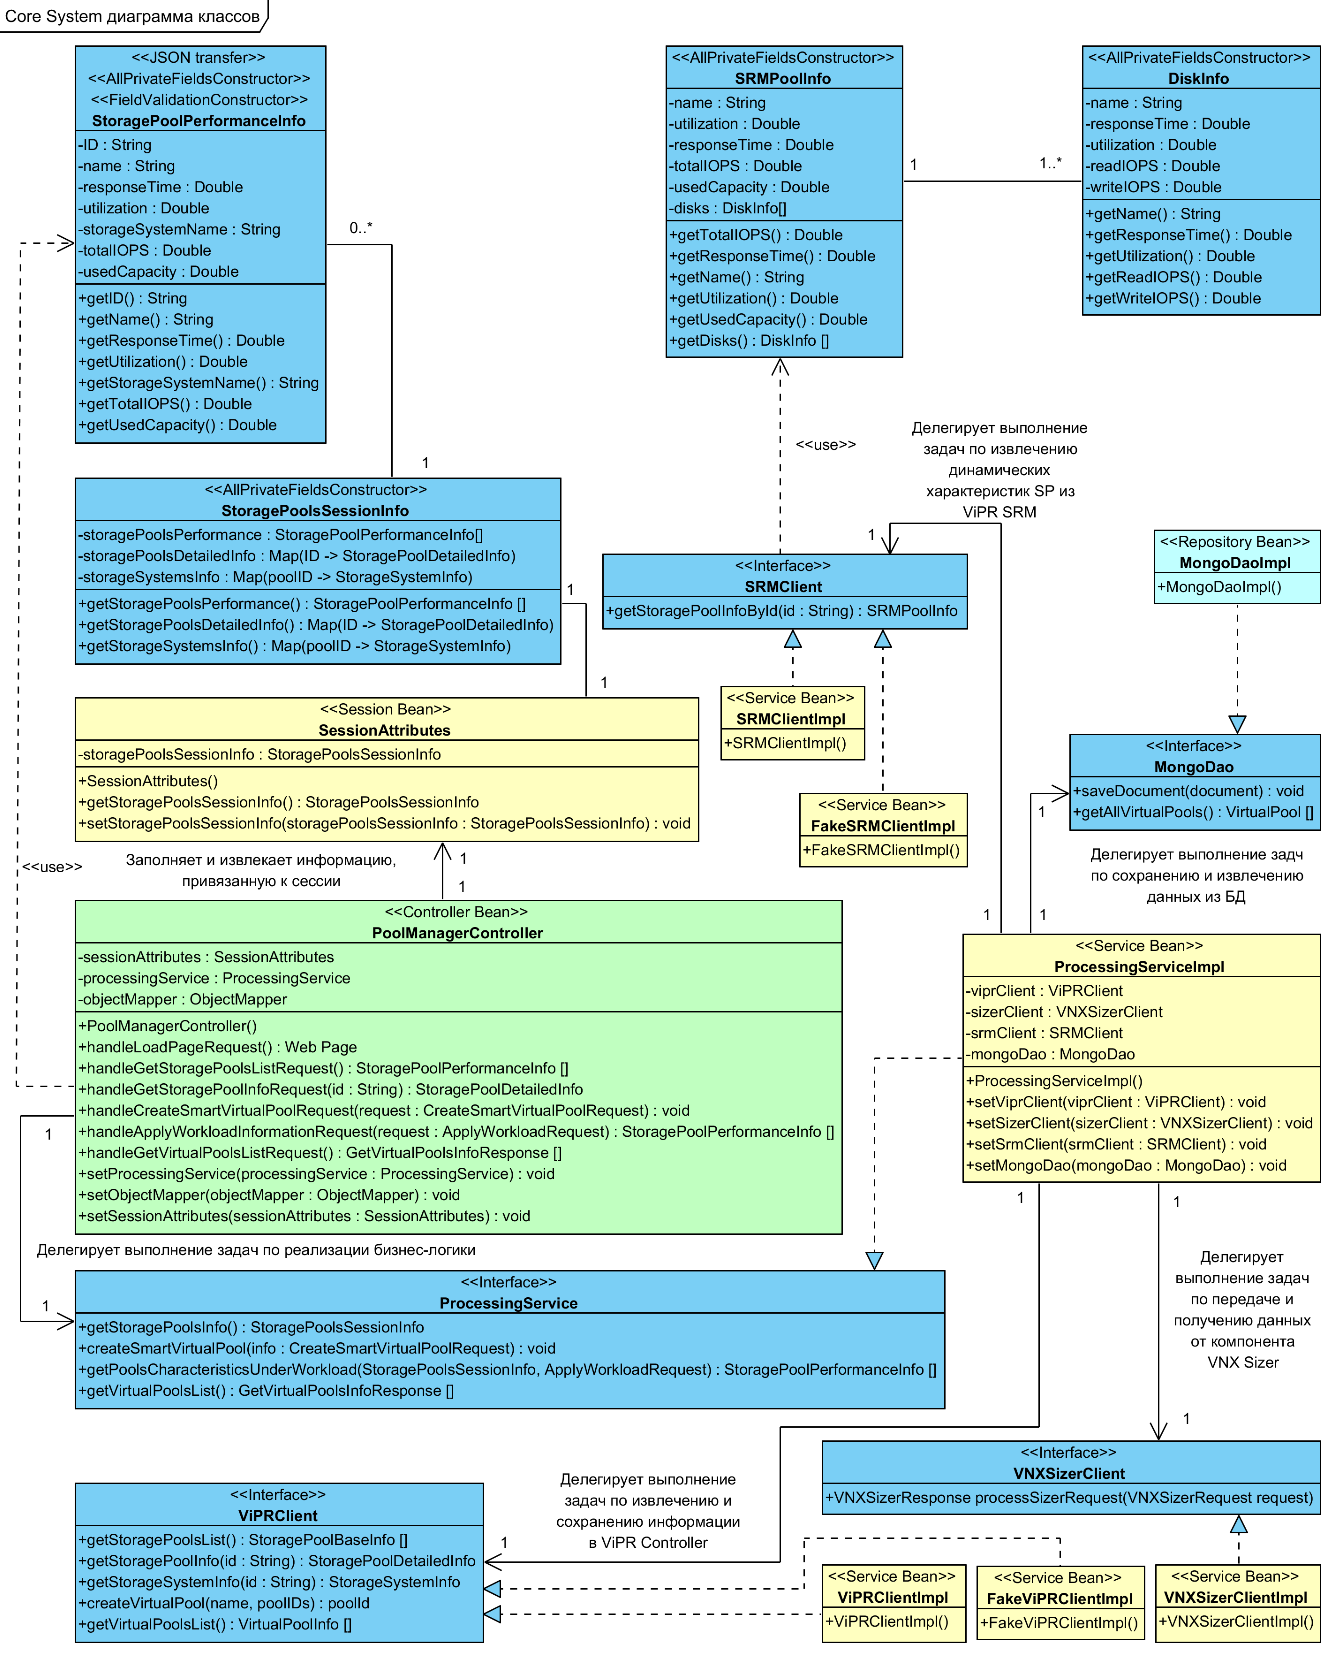 Core System диаграмма классов
<<JSON transfer>>
<<AllPrivateFieldsConstructor>>
<<FieldValidationConstructor>>
StoragePoolPerformanceInfo
-ID : String
-name : String
-responseTime : Double
-utilization : Double
-storageSystemName : String
-totalIOPS : Double
-usedCapacity : Double
+getID() : String
+getName() : String
+getResponseTime() : Double
+getUtilization() : Double
+getStorageSystemName() : String
+getTotalIOPS() : Double
+getUsedCapacity() : Double
<<AllPrivateFieldsConstructor>>
SRMPoolInfo
-name : String
-utilization : Double
-responseTime : Double
-totalIOPS : Double
-usedCapacity : Double
-disks : DiskInfo[]
+getTotalIOPS() : Double
+getResponseTime() : Double
+getName() : String
+getUtilization() : Double
+getUsedCapacity() : Double
+getDisks() : DiskInfo []
1
1..*
<<AllPrivateFieldsConstructor>>
DiskInfo
-name : String
-responseTime : Double
-utilization : Double
-readIOPS : Double
-writeIOPS : Double
+getName() : String
+getResponseTime() : Double
+getUtilization() : Double
+getReadIOPS() : Double
+getWriteIOPS() : Double
0..*
1
<<AllPrivateFieldsConstructor>>
StoragePoolsSessionInfo
-storagePoolsPerformance : StoragePoolPerformanceInfo[]
-storagePoolsDetailedInfo : Map(ID -> StoragePoolDetailedInfo)
-storageSystemsInfo : Map(poolID -> StorageSystemInfo)
+getStoragePoolsPerformance() : StoragePoolPerformanceInfo []
+getStoragePoolsDetailedInfo() : Map(ID -> StoragePoolDetailedInfo)
+getStorageSystemsInfo() : Map(poolID -> StorageSystemInfo)
1
1
<<use>>
Делегирует выполнение
задач по извлечению
динамических
характеристик SP из
ViPR SRM
1
<<Interface>>
SRMClient
+getStoragePoolInfoById(id : String) : SRMPoolInfo
<<Repository Bean>>
MongoDaoImpl
+MongoDaoImpl()
<<Service Bean>>
SRMClientImpl
+SRMClientImpl()
<<Service Bean>>
FakeSRMClientImpl
+FakeSRMClientImpl()
<<Interface>>
MongoDao
+saveDocument(document) : void
+getAllVirtualPools() : VirtualPool []
1
Делегирует выполнение задч
по сохранению и извлечению
данных из БД
1
1
<<Session Bean>>
SessionAttributes
-storagePoolsSessionInfo : StoragePoolsSessionInfo
+SessionAttributes()
+getStoragePoolsSessionInfo() : StoragePoolsSessionInfo
+setStoragePoolsSessionInfo(storagePoolsSessionInfo : StoragePoolsSessionInfo) : void
<<use>>
Заполняет и извлекает информацию,
привязанную к сессии
1
1
<<Controller Bean>>
PoolManagerController
-sessionAttributes : SessionAttributes
-processingService : ProcessingService
-objectMapper : ObjectMapper
+PoolManagerController()
+handleLoadPageRequest() : Web Page
+handleGetStoragePoolsListRequest() : StoragePoolPerformanceInfo []
+handleGetStoragePoolInfoRequest(id : String) : StoragePoolDetailedInfo
+handleCreateSmartVirtualPoolRequest(request : CreateSmartVirtualPoolRequest) : void
+handleApplyWorkloadInformationRequest(request : ApplyWorkloadRequest) : StoragePoolPerformanceInfo []
+handleGetVirtualPoolsListRequest() : GetVirtualPoolsInfoResponse []
+setProcessingService(processingService : ProcessingService) : void
+setObjectMapper(objectMapper : ObjectMapper) : void
+setSessionAttributes(sessionAttributes : SessionAttributes) : void
<<Service Bean>>
ProcessingServiceImpl
-viprClient : ViPRClient
-sizerClient : VNXSizerClient
-srmClient : SRMClient
-mongoDao : MongoDao
+ProcessingServiceImpl()
+setViprClient(viprClient : ViPRClient) : void
+setSizerClient(sizerClient : VNXSizerClient) : void
+setSrmClient(srmClient : SRMClient) : void
+setMongoDao(mongoDao : MongoDao) : void
1
Делегирует выполнение задач по реализации бизнес-логики
1
<<Interface>>
ProcessingService
+getStoragePoolsInfo() : StoragePoolsSessionInfo
+createSmartVirtualPool(info : CreateSmartVirtualPoolRequest) : void
+getPoolsCharacteristicsUnderWorkload(StoragePoolsSessionInfo, ApplyWorkloadRequest) : StoragePoolPerformanceInfo []
+getVirtualPoolsList() : GetVirtualPoolsInfoResponse []
1
1
Делегирует
выполнение задач
по передаче и
получению данных
от компонента
VNX Sizer
1
<<Interface>>
VNXSizerClient
+VNXSizerResponse processSizerRequest(VNXSizerRequest request)
Делегирует выполнение
задач по извлечению и
сохранению информации
в ViPR Controller
1
<<Interface>>
ViPRClient
+getStoragePoolsList() : StoragePoolBaseInfo []
+getStoragePoolInfo(id : String) : StoragePoolDetailedInfo
+getStorageSystemInfo(id : String) : StorageSystemInfo
+createVirtualPool(name, poolIDs) : poolId
+getVirtualPoolsList() : VirtualPoolInfo []
<<Service Bean>>
ViPRClientImpl
+ViPRClientImpl()
<<Service Bean>>
FakeViPRClientImpl
+FakeViPRClientImpl()
<<Service Bean>>
VNXSizerClientImpl
+VNXSizerClientImpl()